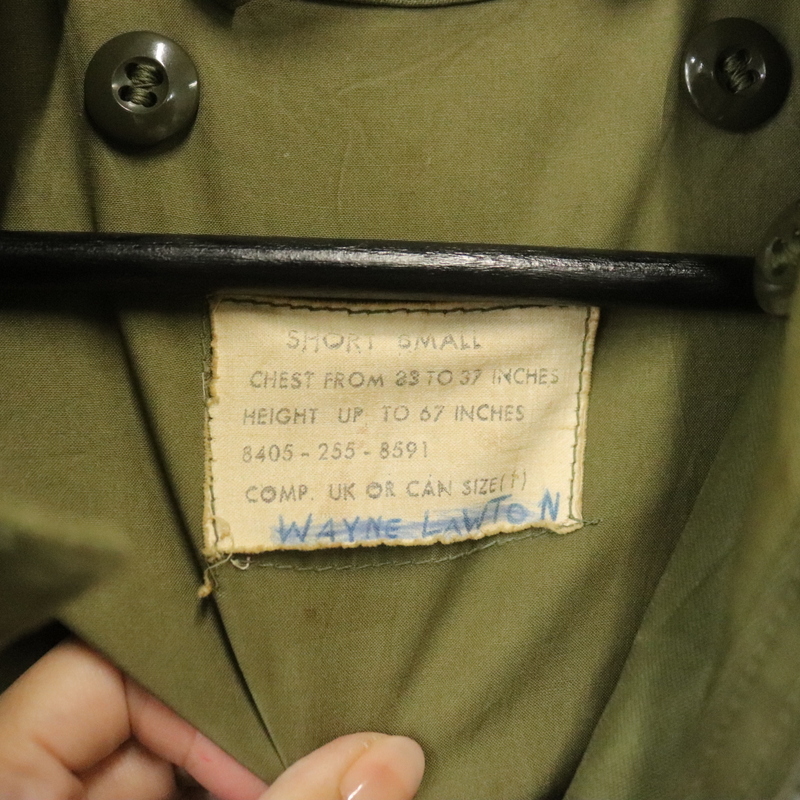 SHORT SMALL
CHEST FROM 33 TO 37 INCHES
HEIGHT UP TO 67 INCHES
8405-255-8591
COMP. UK OR CAN SIZE(1)
WAYNE LAWTON